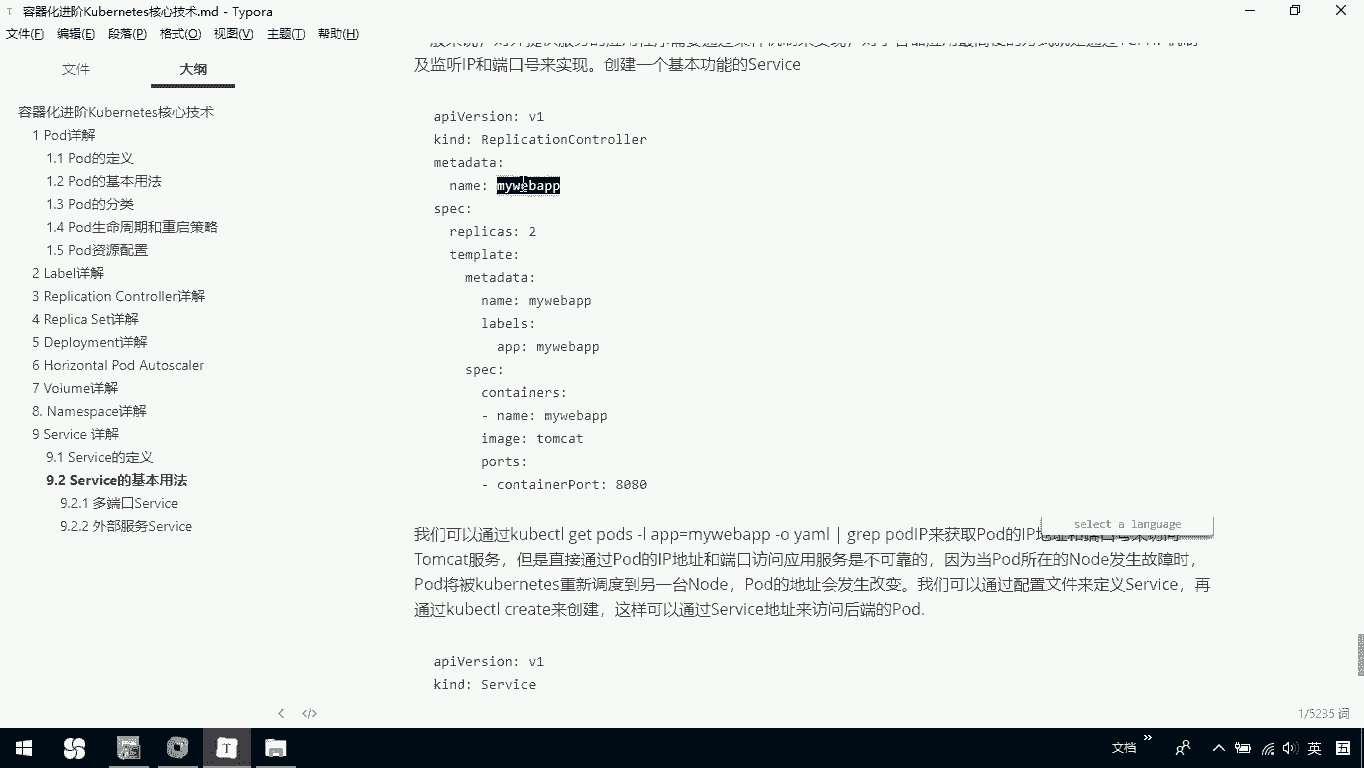 容器化进阶Kubernetes核心技术.md - Typora
文件(F) 编辑(E) 段落(P) 格式(O) 视图(V) 主题(T) 帮助(H)
文件 大纲
容器化进阶Kubernetes核心技术
1 Pod详解
1.1 Pod的定义
1.2 Pod的基本用法
1.3 Pod的分类
1.4 Pod生命周期和重启策略
1.5 Pod资源配置
2 Label详解
3 Replication Controller详解
4 Replica Set详解
5 Deployment详解
6 Horizontal Pod Autoscaler
7 Volume详解
8. Namespace详解
9 Service 详解
9.1 Service的定义
9.2 Service的基本用法
9.2.1 多端口Service
9.2.2 外部服务Service
及监听IP和端口号来实现。创建一个基本功能的Service
apiVersion: v1
kind: ReplicationController
metadata:
name: mywebapp
spec:
replicas: 2
template:
metadata:
name: mywebapp
labels:
app: mywebapp
spec:
containers:
- name: mywebapp
image: tomcat
ports:
- containerPort: 8080
select a language
我们可以通过kubectl get pods -l app=mywebapp -o yaml | grep podIP来获取Pod的IP地址和端口号来访问
Tomcat服务，但是直接通过Pod的IP地址和端口访问应用服务是不可靠的，因为当Pod所在的Node发生故障时，
Pod将被kubernetes重新调度到另一台Node，Pod的地址会发生改变。我们可以通过配置文件来定义Service，再
通过kubectl create来创建，这样可以通过Service地址来访问后端的Pod.
apiVersion: v1
kind: Service
1/5235 词
文档 英 五